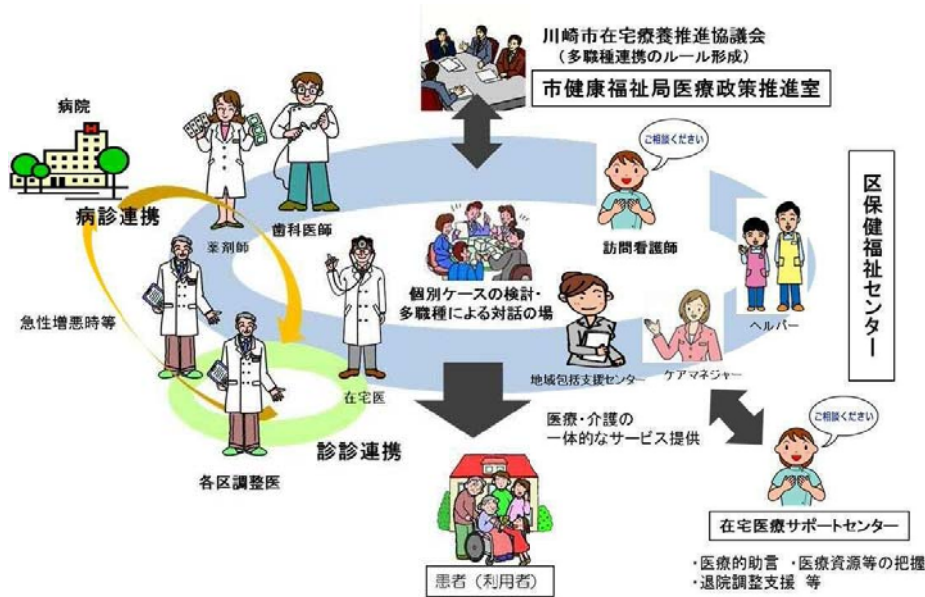 川崎市在宅療養推進協議会
(多職種連携のルール形成)
市健康福祉局医療政策推進室
病院
病診連携
薬剤師
歯科医師
ご相談ください
訪問看護師
区保健福祉センター
個別ケースの検討・
多職種による対話の場
急性増悪時等
在宅医
地域包括支援センター
ケアマネジャー
ヘルパー
医療・介護の
一体的なサービス提供
ご相談ください
診診連携
各区調整医
在宅医療サポートセンター
・医療的助言 ・医療資源等の把握
・退院調整支援 等
患者(利用者)